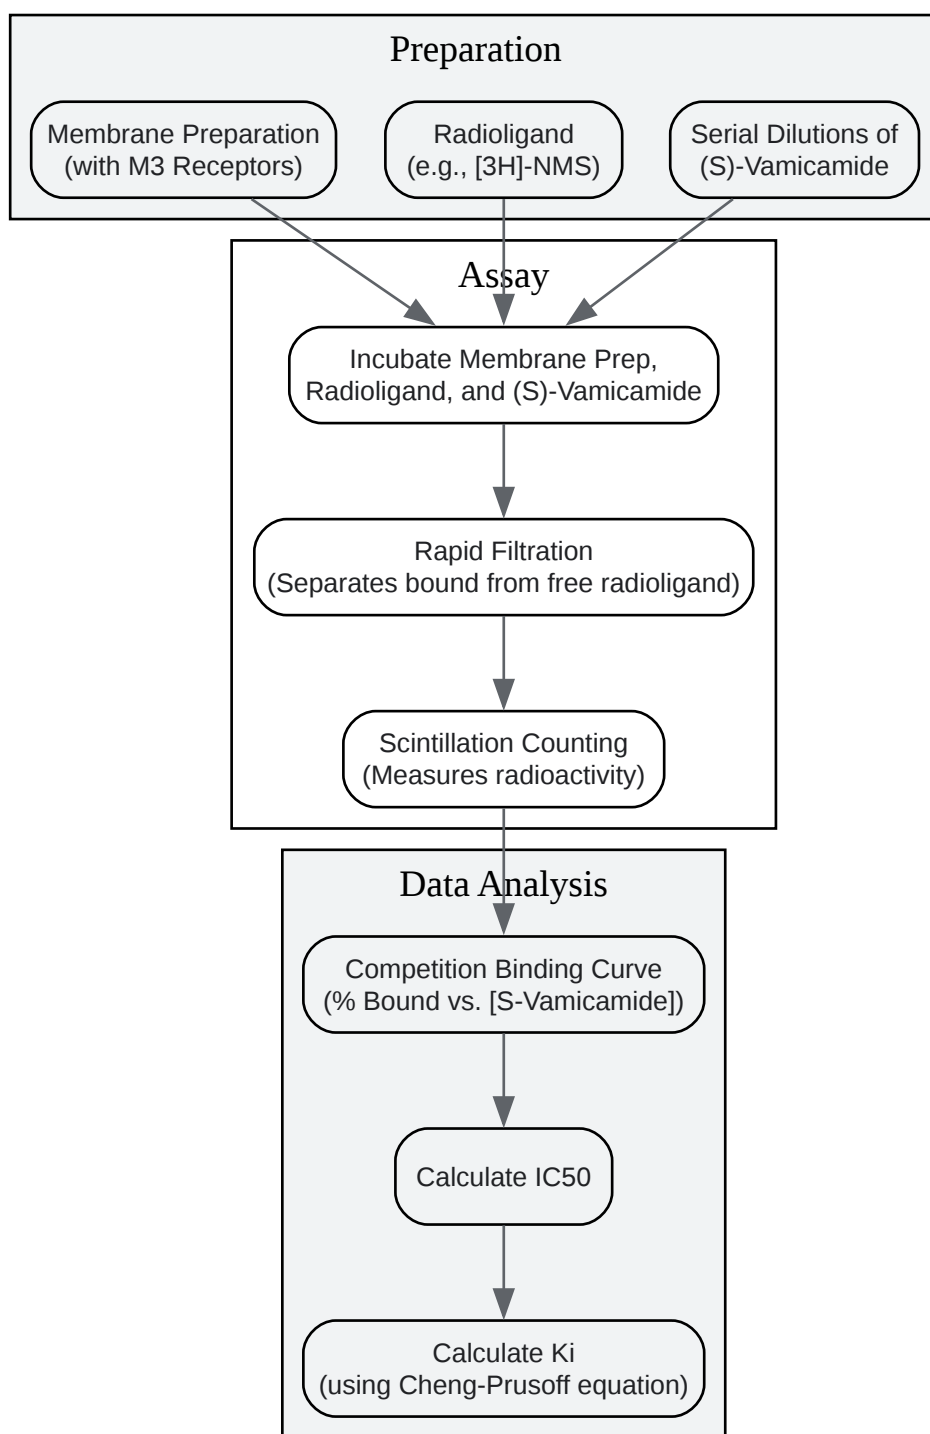 Preparation
Membrane Preparation
(with M3 Receptors)
Radioligand
(e.g., [3H]-NMS)
Serial Dilutions of
(S)-Vamicamide
Assay
Incubate Membrane Prep,
Radioligand, and (S)-Vamicamide
Rapid Filtration
(Separates bound from free radioligand)
Scintillation Counting
(Measures radioactivity)
Data Analysis
Competition Binding Curve
(% Bound vs. [S-Vamicamide])
Calculate IC50
Calculate Ki
(using Cheng-Prusoff equation)